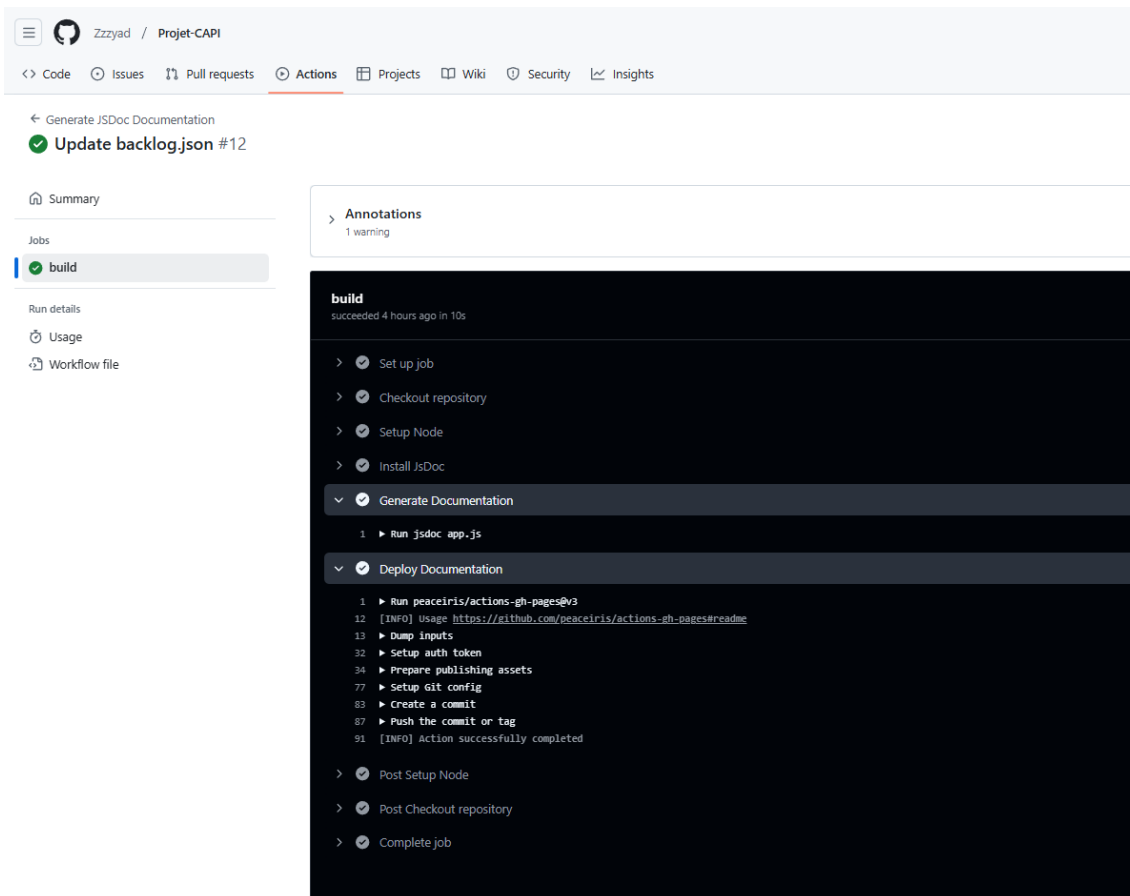 Zzzyad / Projet-CAPI
Code Issues Pull requests Actions Projects Wiki Security Insights
← Generate JSDoc Documentation
Update backlog.json #12
Summary
Jobs
build
Run details
Usage
Workflow file
Annotations
1 warning
build
succeeded 4 hours ago in 10s
Set up job
Checkout repository
Setup Node
Install JsDoc
Generate Documentation
1 ▶ Run jsdoc app.js
Deploy Documentation
1 ▶ Run peaceiris/actions-gh-pages@v3
12 [INFO] Usage https://github.com/peaceiris/actions-gh-pages#readme
13 ▶ Dump inputs
32 ▶ Setup auth token
34 ▶ Prepare publishing assets
77 ▶ Setup Git config
83 ▶ Create a commit
87 ▶ Push the commit or tag
91 [INFO] Action successfully completed
Post Setup Node
Post Checkout repository
Complete job